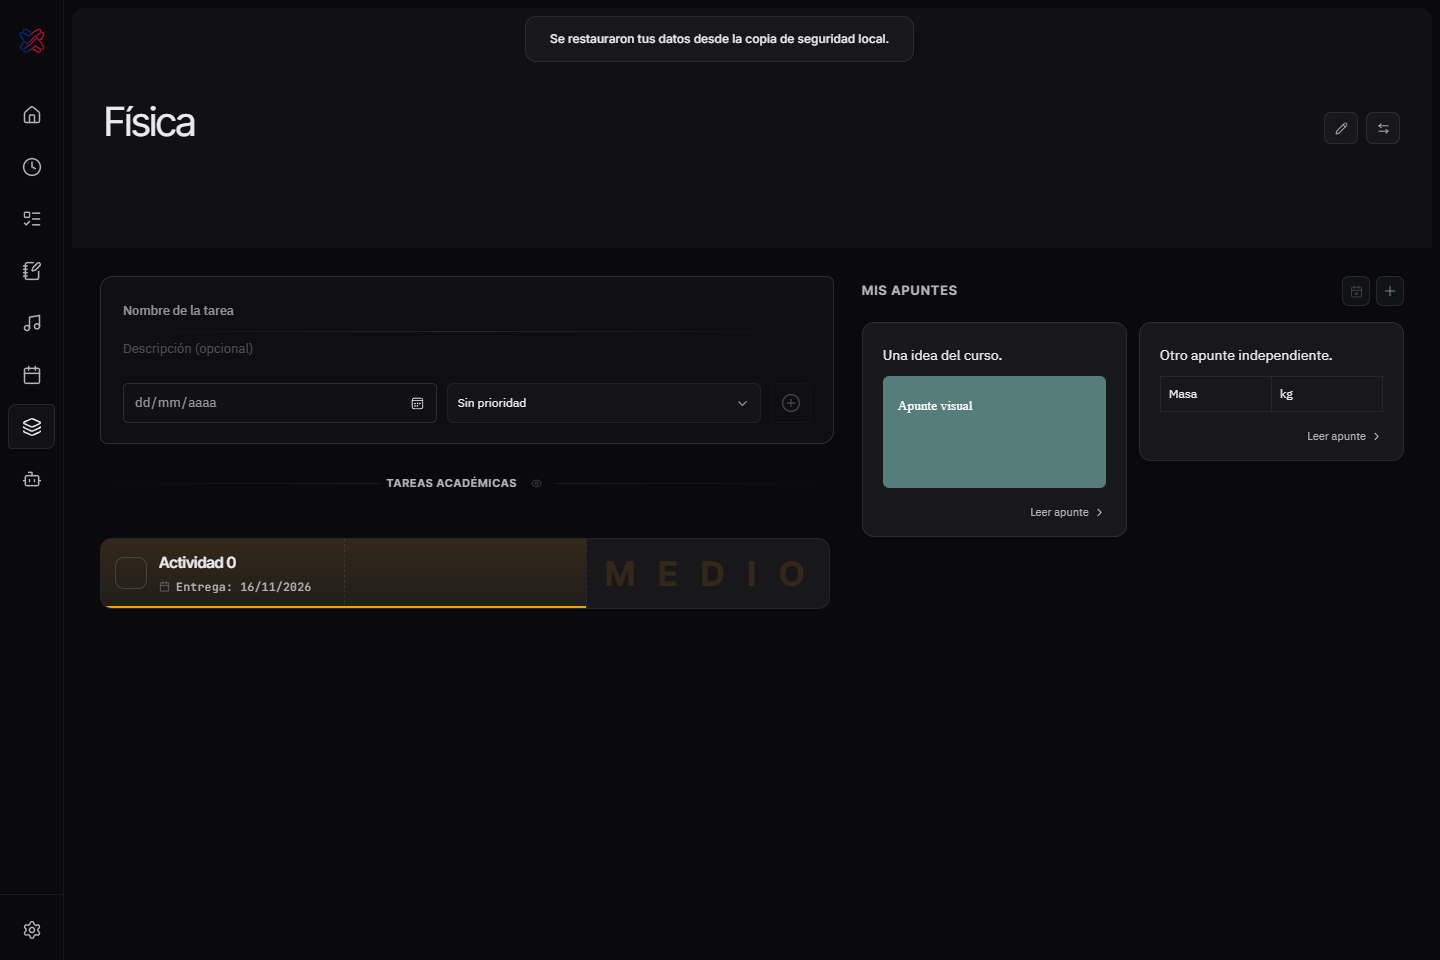 Se restauraron tus datos desde la copia de seguridad local.
Física
Nombre de la tarea
Descripción (opcional)
dd/mm/aaaa
Sin prioridad
TAREAS ACADÉMICAS
Actividad 0
Entrega: 16/11/2026
MEDIO
MIS APUNTES
Una idea del curso.
Apunte visual
Leer apunte
Otro apunte independiente.
Masa kg
Leer apunte